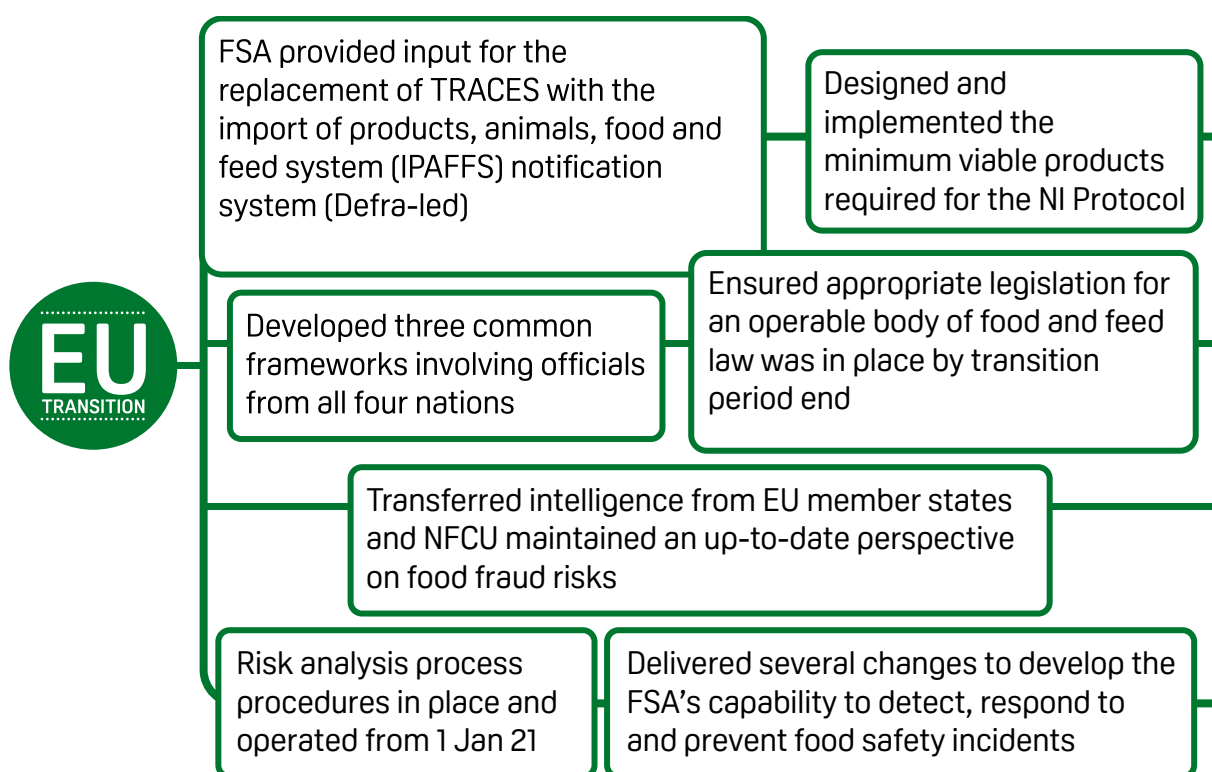 EU
TRANSITION
FSA provided input for the
replacement of TRACES with the
import of products, animals, food and
feed system (IPAFFS) notification
system (Defra-led)
Designed and
implemented the
minimum viable products
required for the NI Protocol
Developed three common
frameworks involving officials
from all four nations
Ensured appropriate legislation for
an operable body of food and feed
law was in place by transition
period end
Transferred intelligence from EU member states
and NFCU maintained an up-to-date perspective
on food fraud risks
Risk analysis process
procedures in place and
operated from 1 Jan 21
Delivered several changes to develop the
FSA’s capability to detect, respond to
and prevent food safety incidents